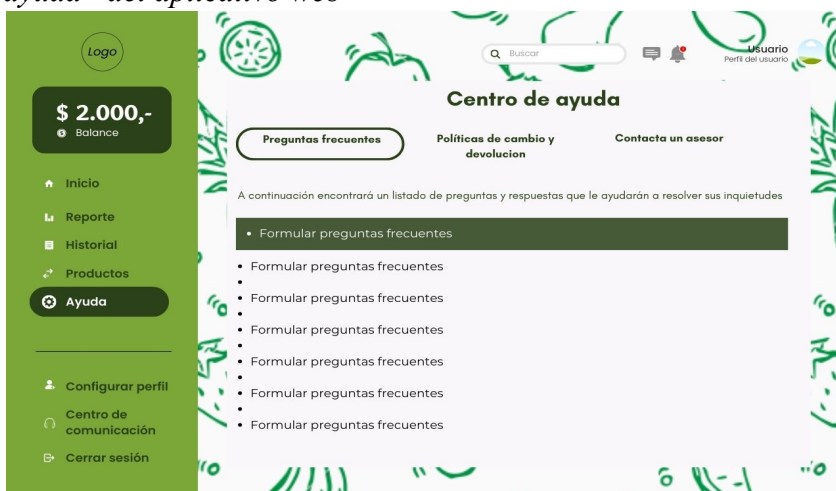 ayuda" del aplicativo web
Logo
$ 2.000,-
Balance
Inicio
Reporte
Historial
Productos
Ayuda
Configurar perfil
Centro de
comunicación
Cerrar sesión
Buscar
Usuario
Perfil del usuario
Centro de ayuda
Preguntas frecuentes
Políticas de cambio y
devolucion
Contacta un asesor
A continuación encontrará un listado de preguntas y respuestas que le ayudarán a resolver sus inquietudes
• Formular preguntas frecuentes
• Formular preguntas frecuentes
•
• Formular preguntas frecuentes
•
• Formular preguntas frecuentes
•
• Formular preguntas frecuentes
•
• Formular preguntas frecuentes
•
• Formular preguntas frecuentes